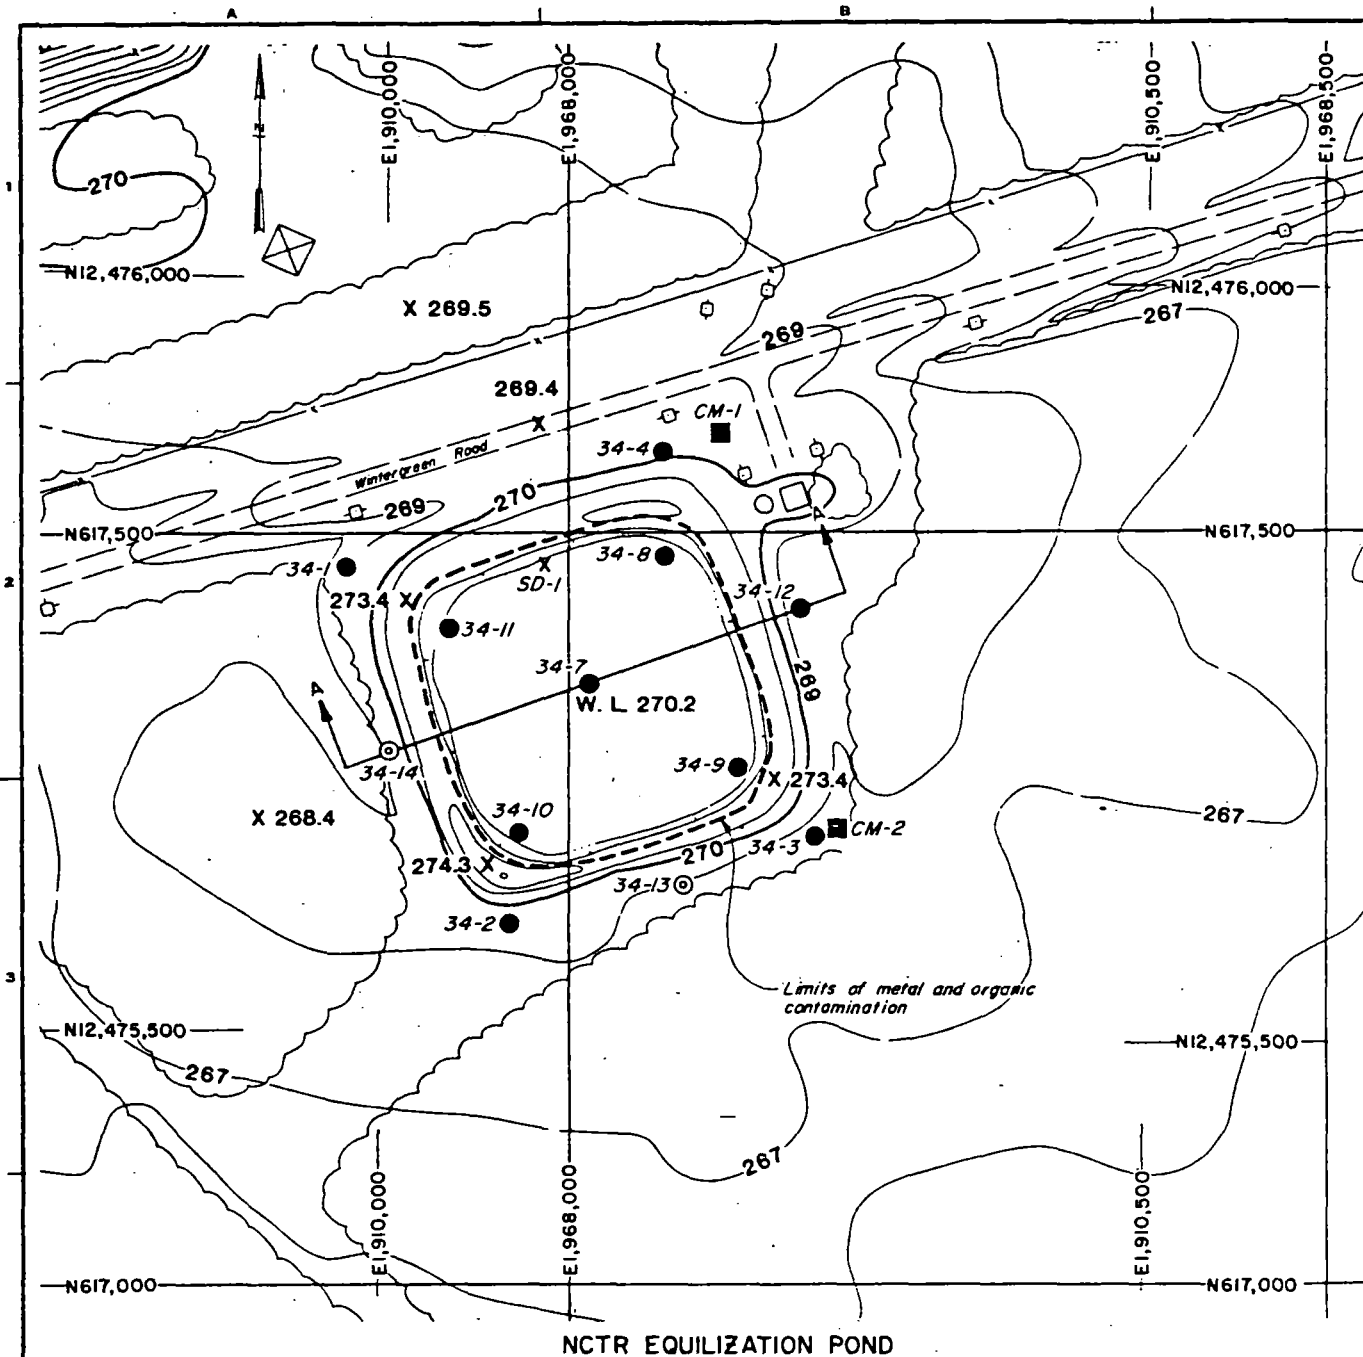 A
B
1
2
3
N
E1,910,000
E1,968,000
E1,910,500
E1,968,500
270
N12,476,000
N12,476,000
X 269.5
269
267
269.4
X
CM-1
34-4
Wintergreen Road
270
269
A
N617,500
N617,500
34-1
SD-1
X
34-8
34-12
273.4 X
34-11
34-7
W. L 270.2
269
A
34-14
34-9
X 273.4
X 268.4
34-10
267
CM-2
34-3
270
274.3 X
34-13
34-2
Limits of metal and organic
contamination
N12,475,500
N12,475,500
267
267
E1,910,000
E1,968,000
E1,910,500
N617,000
N617,000
NCTR EQUILIZATION POND